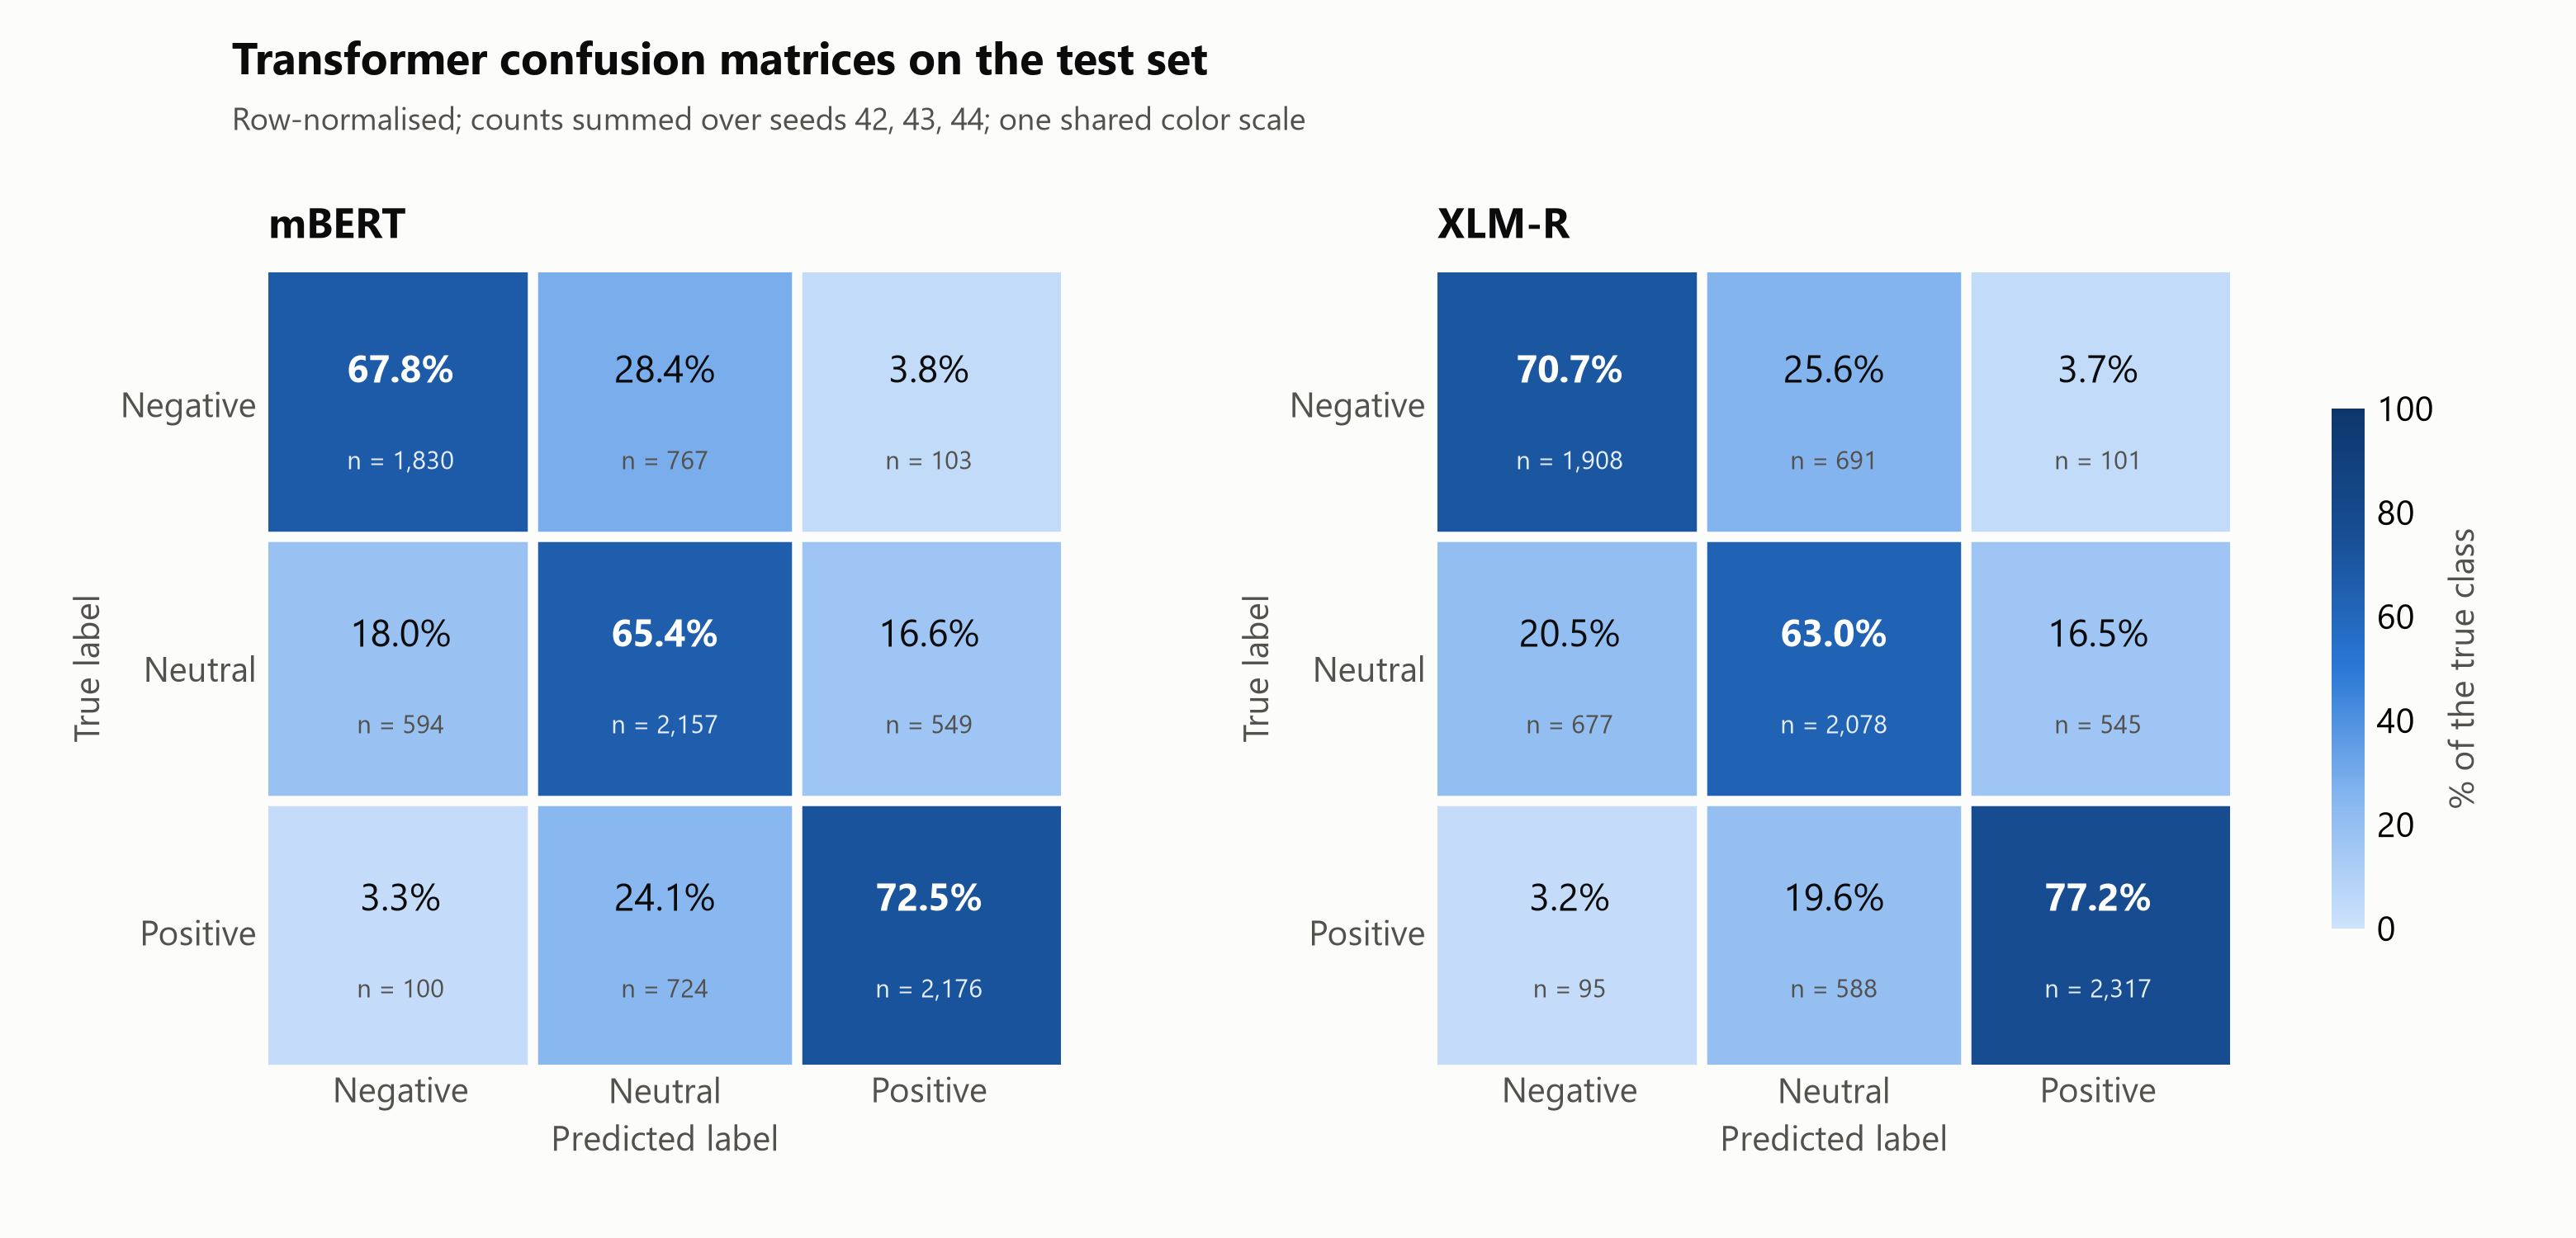 Transformer confusion matrices on the test set
Row-normalised; counts summed over seeds 42, 43, 44; one shared color scale
mBERT
True label
Negative
67.8%
28.4%
3.8%
n = 1,830
n = 767
n = 103
Neutral
18.0%
65.4%
16.6%
n = 594
n = 2,157
n = 549
Positive
3.3%
24.1%
72.5%
n = 100
n = 724
n = 2,176
Negative
Neutral
Positive
Predicted label
XLM-R
True label
Negative
70.7%
25.6%
3.7%
n = 1,908
n = 691
n = 101
Neutral
20.5%
63.0%
16.5%
n = 677
n = 2,078
n = 545
Positive
3.2%
19.6%
77.2%
n = 95
n = 588
n = 2,317
Negative
Neutral
Positive
Predicted label
100
80
60
40
20
0
% of the true class